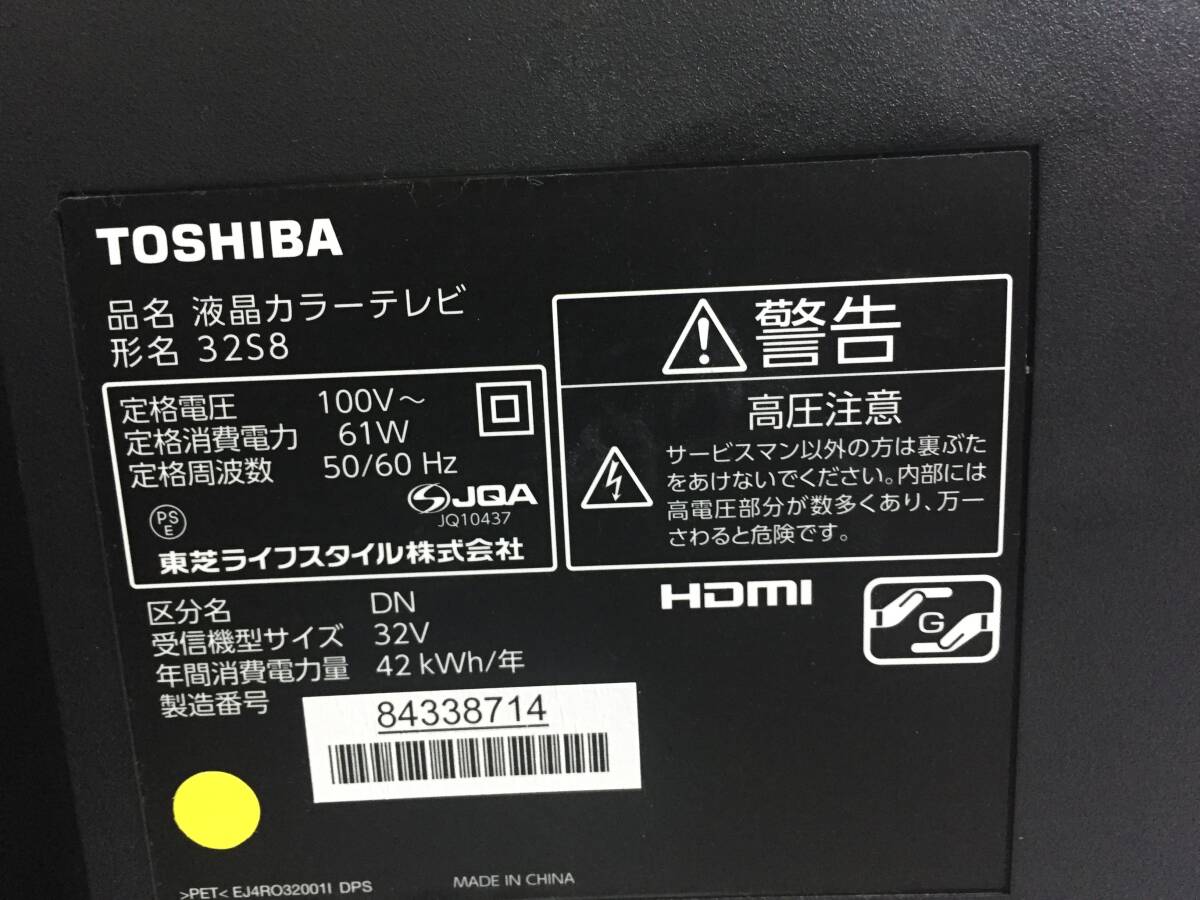 TOSHIBA
品名 液晶カラーテレビ
形名 32S8
定格電圧 100V～
定格消費電力 61W
定格周波数 50/60 Hz
JQA
JQ10437
PS
E
東芝ライフスタイル株式会社
警告
高圧注意
サービスマン以外の方は裏ぶた
をあけないでください。内部には
高電圧部分が数多くあり、万一
さわると危険です。
HDMI
G
区分名 DN
受信機型サイズ 32V
年間消費電力量 42 kWh/年
製造番号
84338714
>PET< EJ4RO32001I DPS
MADE IN CHINA